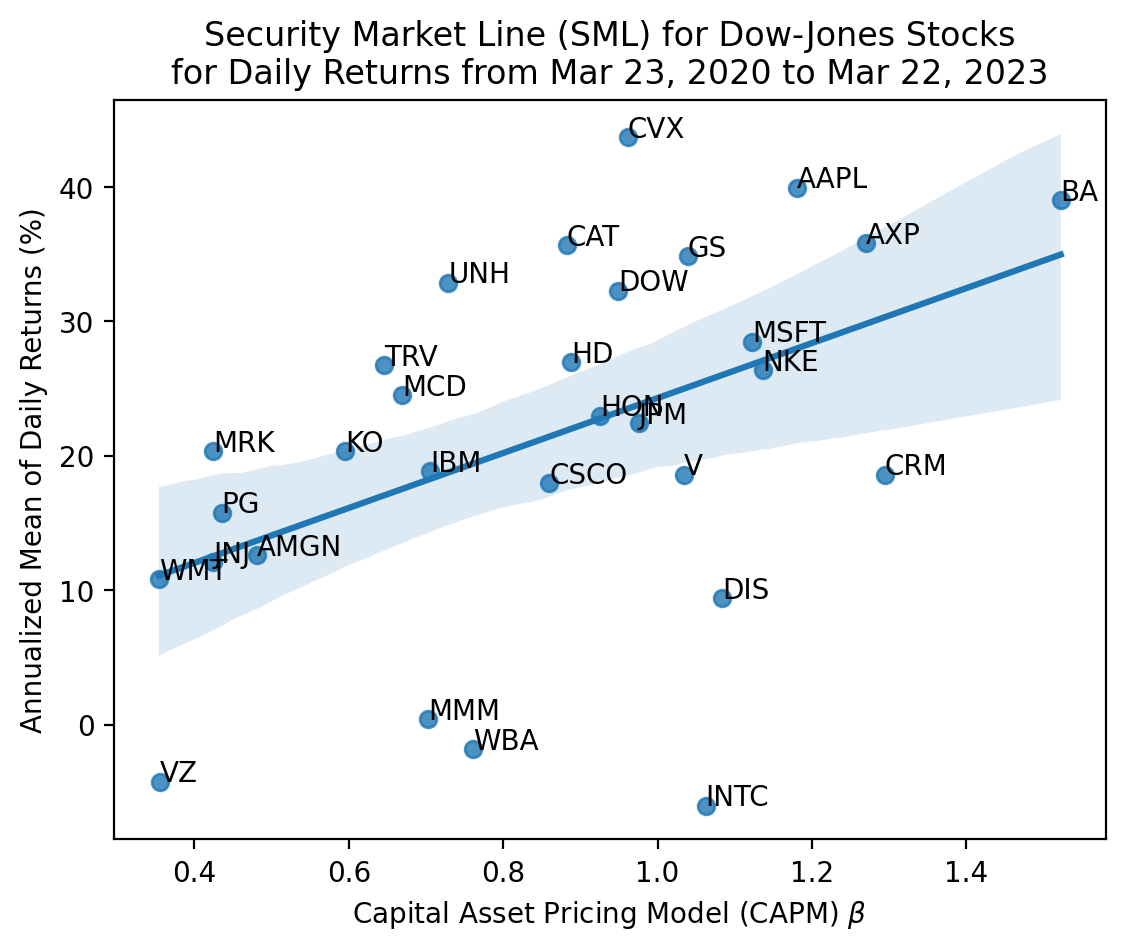 Security Market Line (SML) for Dow-Jones Stocks
for Daily Returns from Mar 23, 2020 to Mar 22, 2023
CVX
AAPL
BA
AXP
CAT
GS
UNH
DOW
MSFT
NKE
HD
TRV
MCD
HON
JPM
MRK
KO
IBM
CSCO
V
CRM
PG
JNJ
AMGN
WMT
DIS
MMM
WBA
VZ
INTC
40
30
20
10
0
Annualized Mean of Daily Returns (%)
0.4 0.6 0.8 1.0 1.2 1.4
Capital Asset Pricing Model (CAPM) β